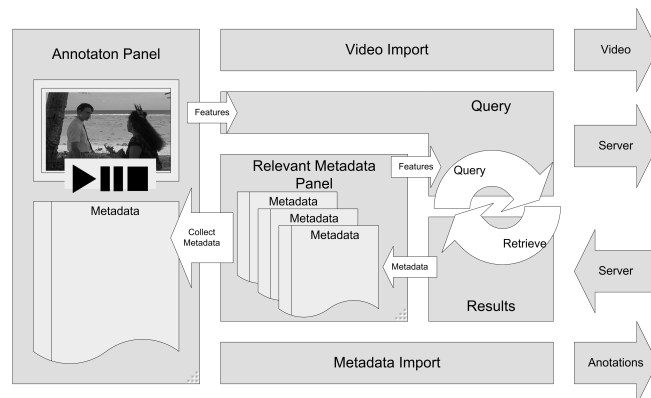 Annotaton Panel
Metadata
Video Import
Video
Features
Query
Server
Relevant Metadata
Panel
Features
Query
Metadata
Metadata
Metadata
Collect
Metadata
Metadata
Retrieve
Server
Results
Metadata Import
Anotations